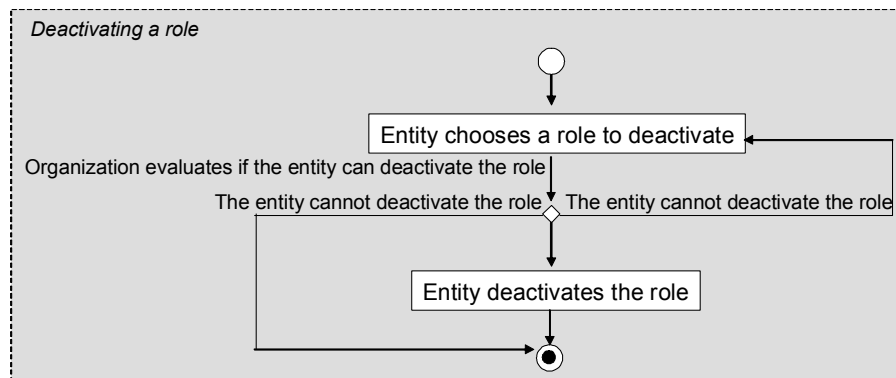 Deactivating a role
Entity chooses a role to deactivate
Organization evaluates if the entity can deactivate the role
The entity cannot deactivate the role
The entity cannot deactivate the role
Entity deactivates the role